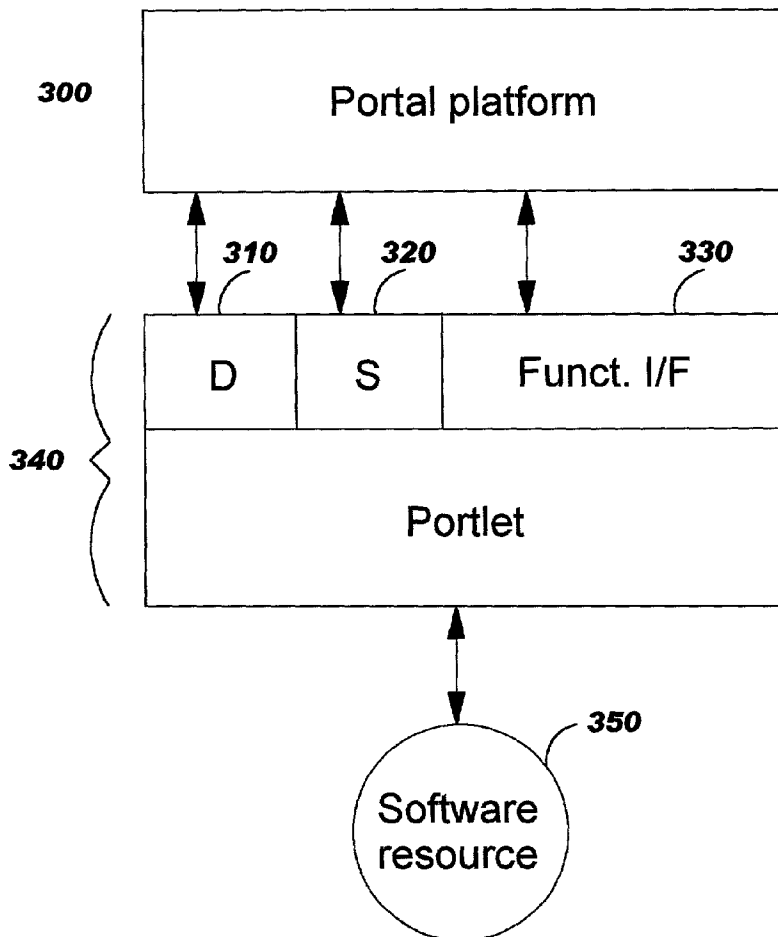 300
Portal platform
310
320
330
D
S
Funct. I/F
340
Portlet
350
Software
resource